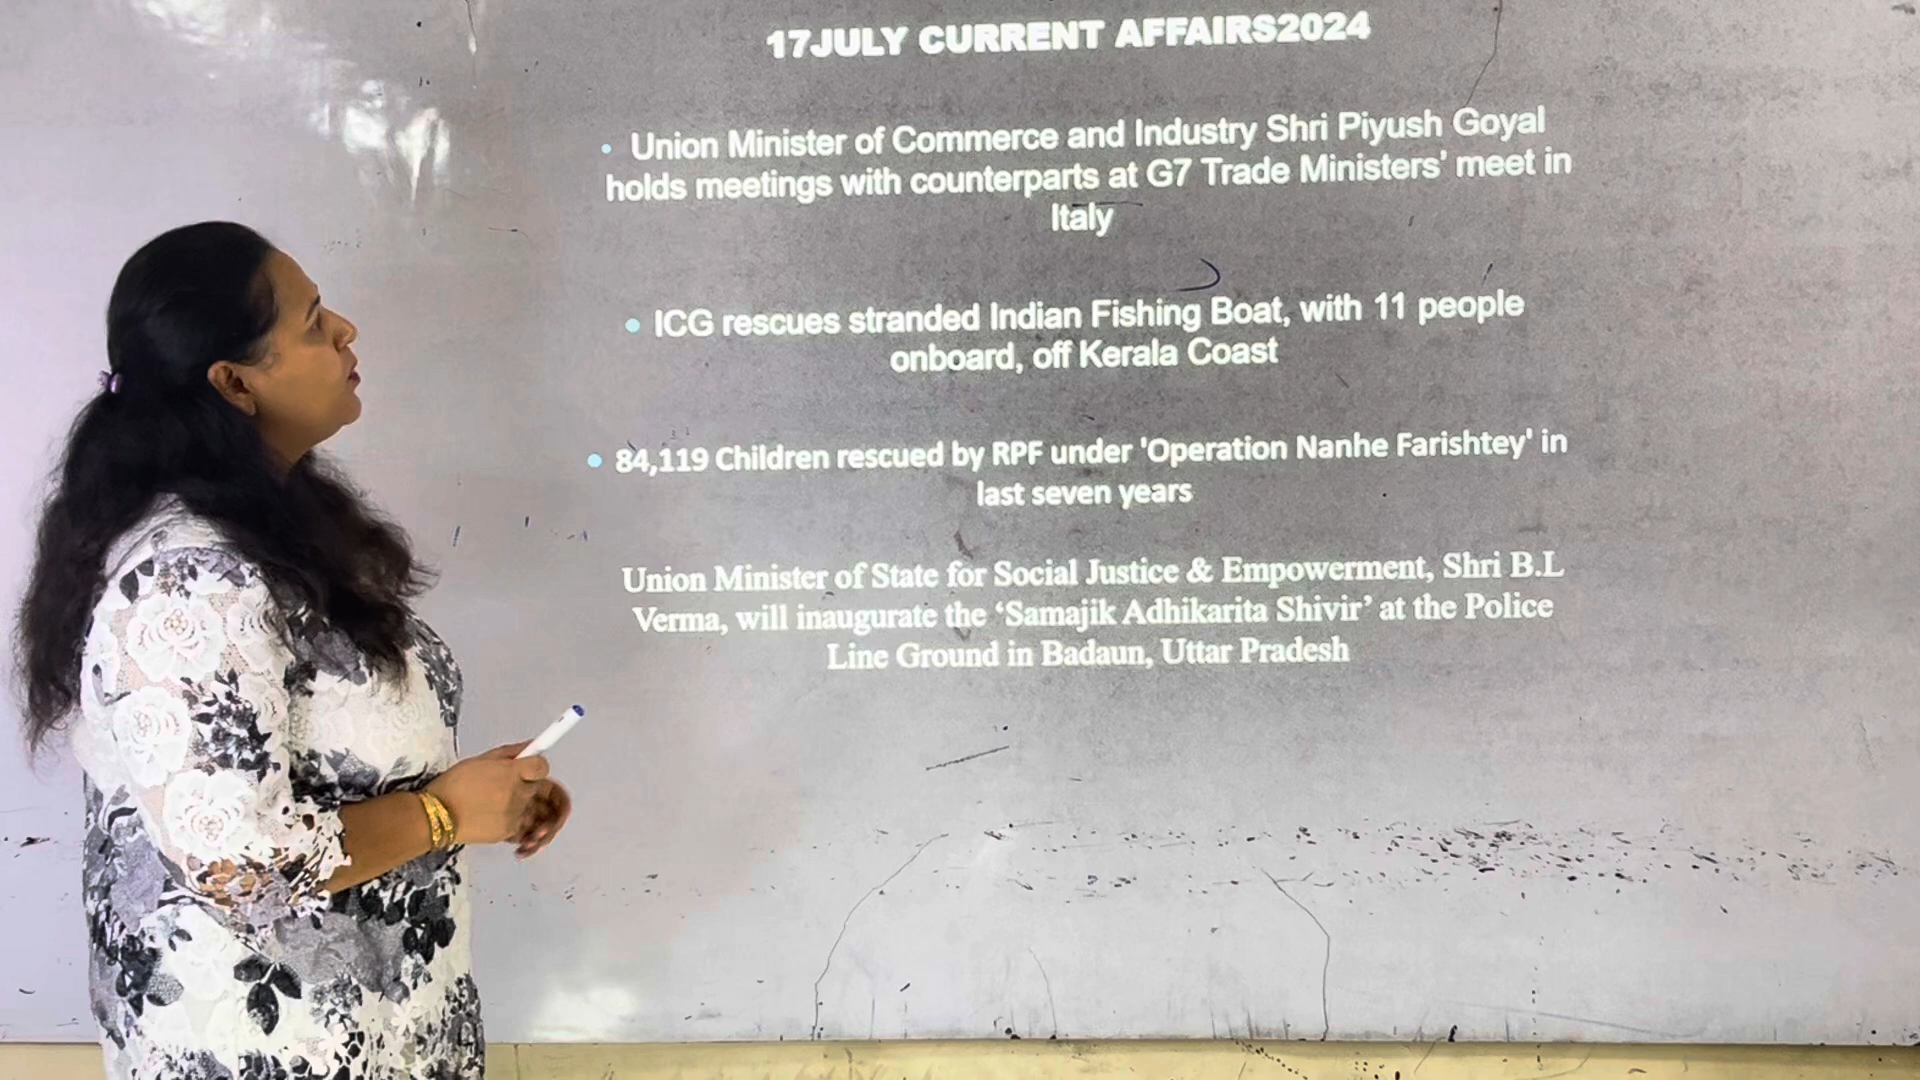 17JULY CURRENT AFFAIRS2024
• Union Minister of Commerce and Industry Shri Piyush Goyal
holds meetings with counterparts at G7 Trade Ministers' meet in
Italy
• ICG rescues stranded Indian Fishing Boat, with 11 people
onboard, off Kerala Coast
• 84,119 Children rescued by RPF under 'Operation Nanhe Farishtey' in
last seven years
Union Minister of State for Social Justice & Empowerment, Shri B.L
Verma, will inaugurate the ‘Samajik Adhikarita Shivir’ at the Police
Line Ground in Badaun, Uttar Pradesh